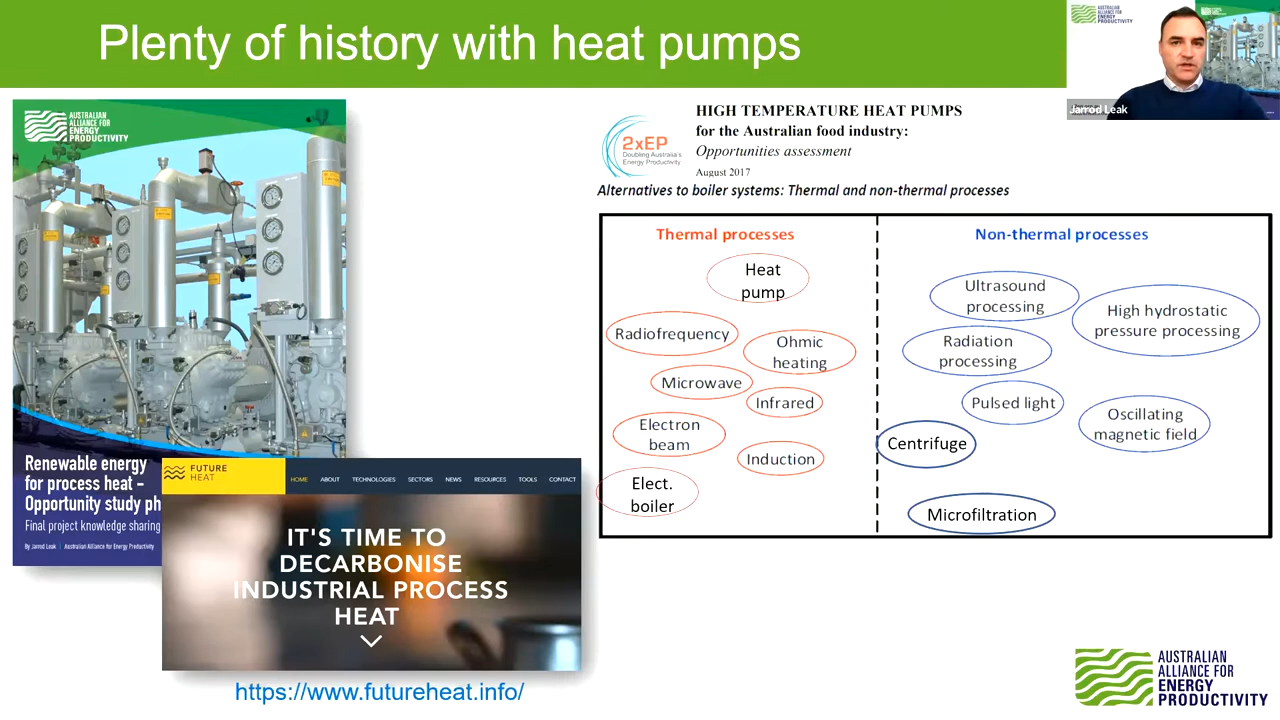 Plenty of history with heat pumps
AUSTRALIAN
ALLIANCE FOR
ENERGY
PRODUCTIVITY
Jarrod Leak
AUSTRALIAN
ALLIANCE FOR
ENERGY
PRODUCTIVITY
Renewable energy
for process heat –
Opportunity study ph
Final project knowledge sharing
By Jarrod Leak | Australian Alliance for Energy Productivity
FUTURE
HEAT
HOME ABOUT TECHNOLOGIES SECTORS NEWS RESOURCES TOOLS CONTACT
IT'S TIME TO
DECARBONISE
INDUSTRIAL PROCESS
HEAT
https://www.futureheat.info/
2xEP
Doubling Australia's
Energy Productivity
HIGH TEMPERATURE HEAT PUMPS
for the Australian food industry:
Opportunities assessment
August 2017
Alternatives to boiler systems: Thermal and non-thermal processes
Thermal processes
Heat
pump
Radiofrequency
Ohmic
heating
Microwave
Infrared
Electron
beam
Induction
Elect.
boiler
Non-thermal processes
Ultrasound
processing
High hydrostatic
pressure processing
Radiation
processing
Pulsed light
Oscillating
magnetic field
Centrifuge
Microfiltration
AUSTRALIAN
ALLIANCE FOR
ENERGY
PRODUCTIVITY